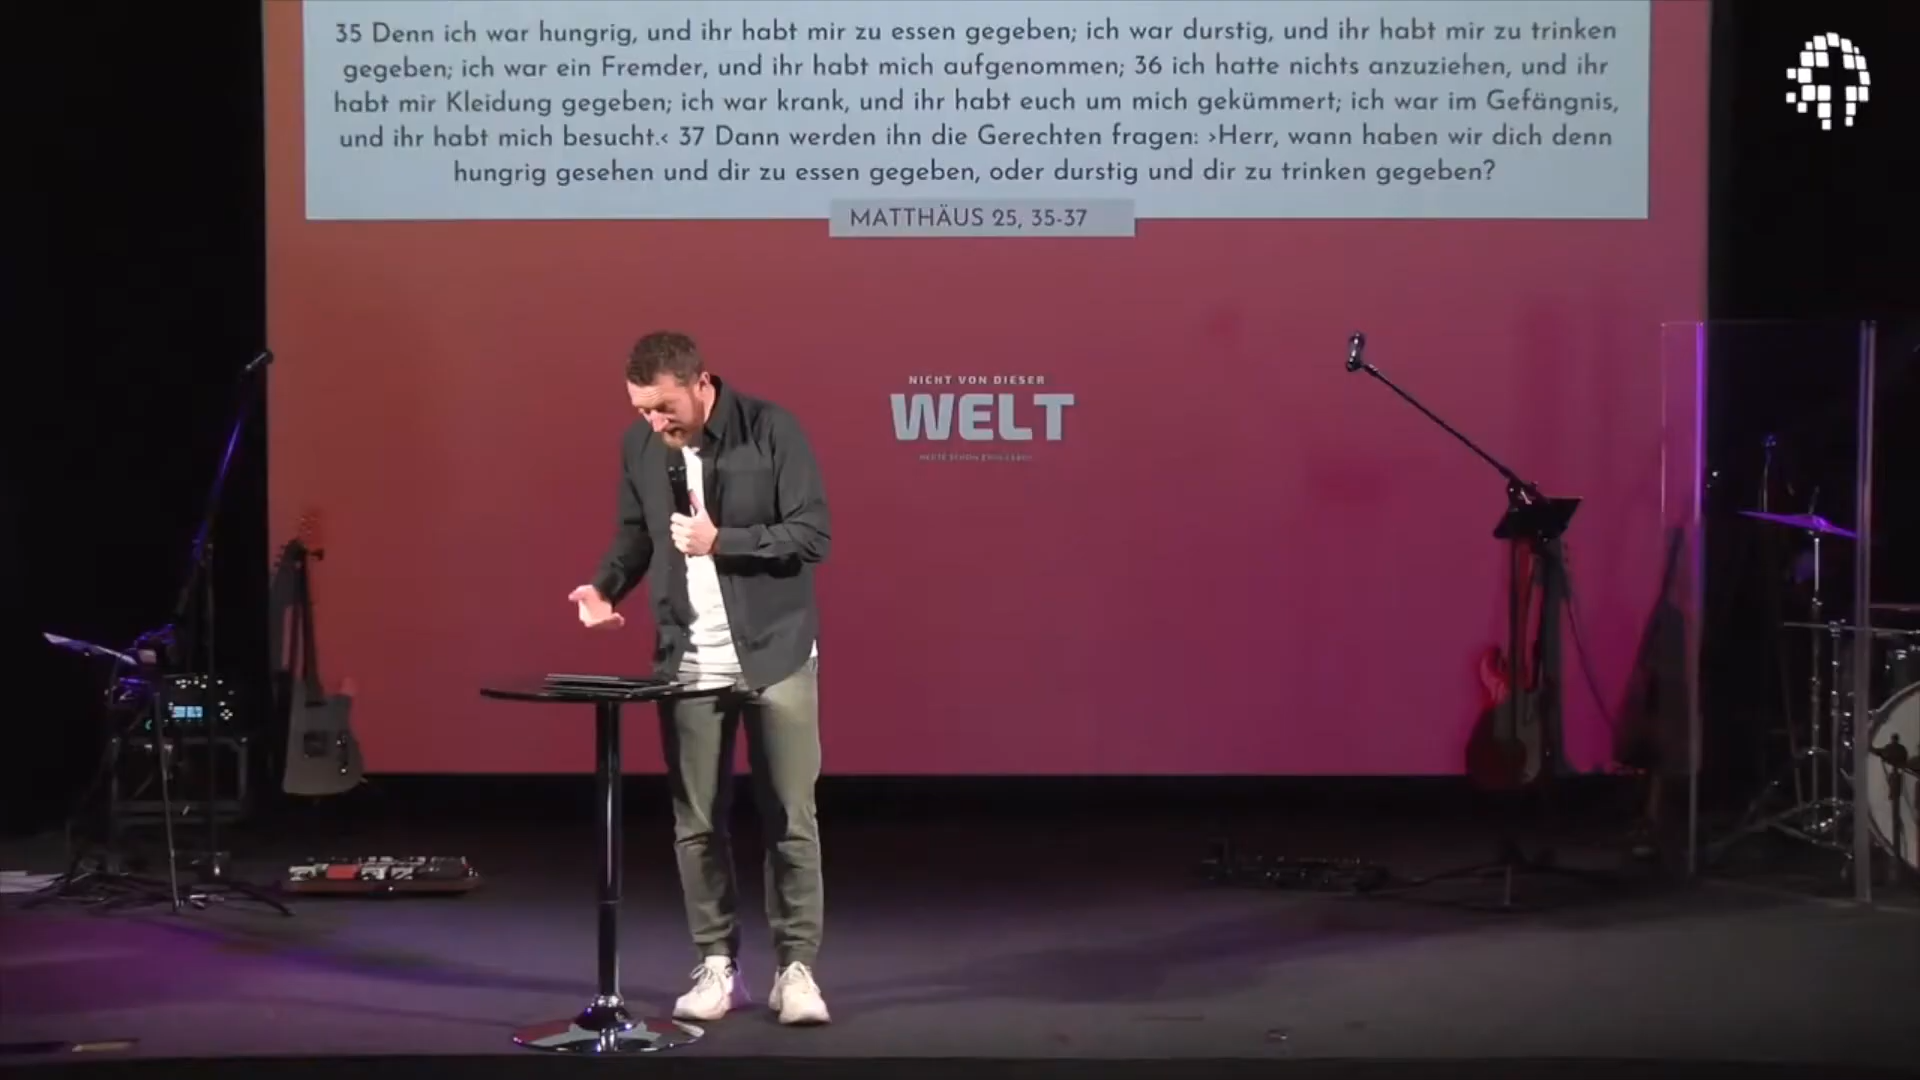 35 Denn ich war hungrig, und ihr habt mir zu essen gegeben; ich war durstig, und ihr habt mir zu trinken
gegeben; ich war ein Fremder, und ihr habt mich aufgenommen; 36 ich hatte nichts anzuziehen, und ihr
habt mir Kleidung gegeben; ich war krank, und ihr habt euch um mich gekümmert; ich war im Gefängnis,
und ihr habt mich besucht.‹ 37 Dann werden ihn die Gerechten fragen: ›Herr, wann haben wir dich denn
hungrig gesehen und dir zu essen gegeben, oder durstig und dir zu trinken gegeben?
MATTHÄUS 25, 35-37
NICHT VON DIESER
WELT